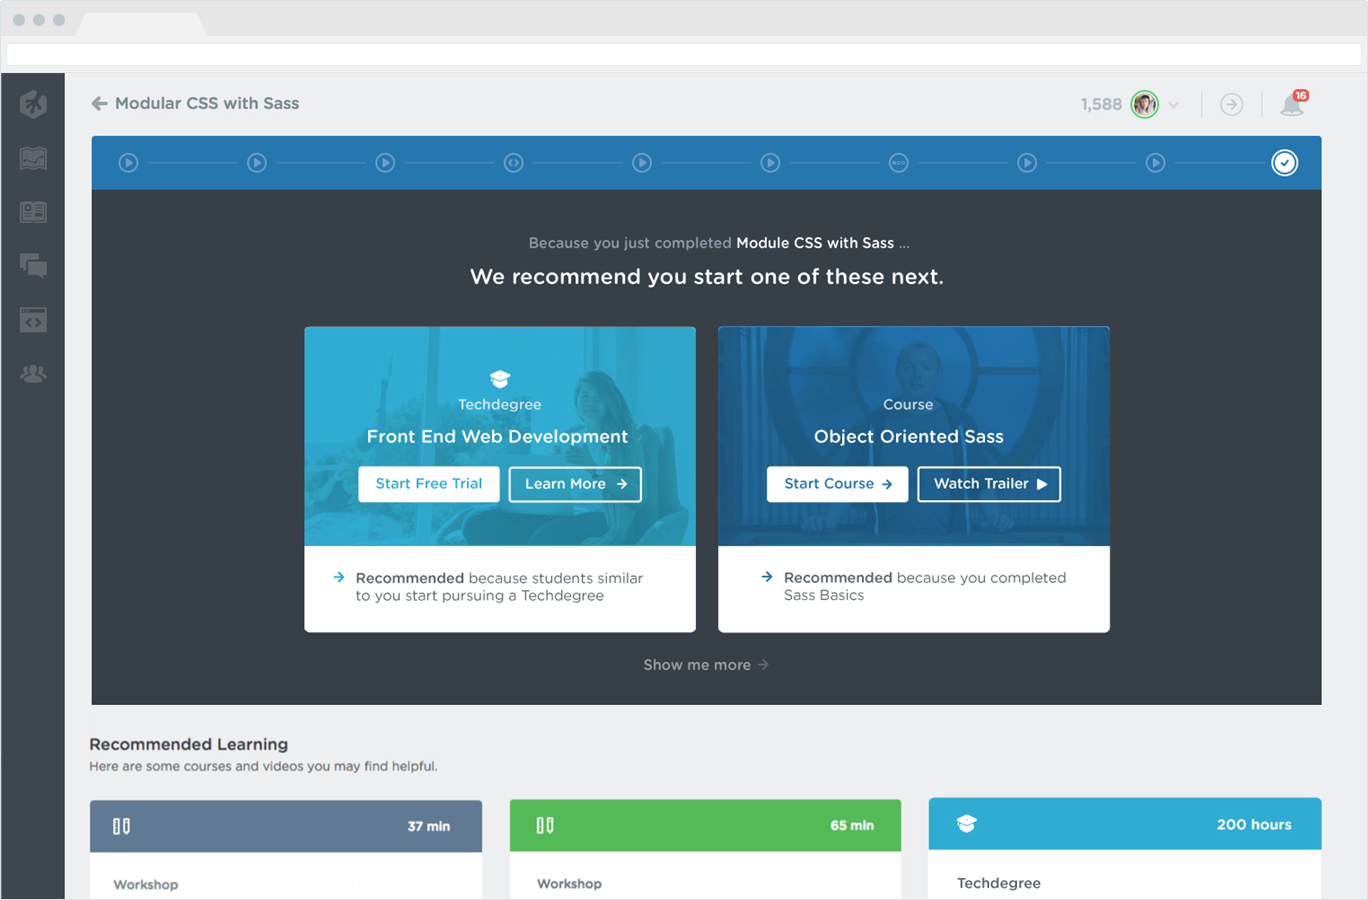 Modular CSS with Sass
1,588
16
Because you just completed Module CSS with Sass ...
We recommend you start one of these next.
Techdegree
Front End Web Development
Start Free Trial
Learn More
Recommended because students similar
to you start pursuing a Techdegree
Course
Object Oriented Sass
Start Course
Watch Trailer
Recommended because you completed
Sass Basics
Show me more
Recommended Learning
Here are some courses and videos you may find helpful.
37 min
Workshop
65 min
Workshop
200 hours
Techdegree